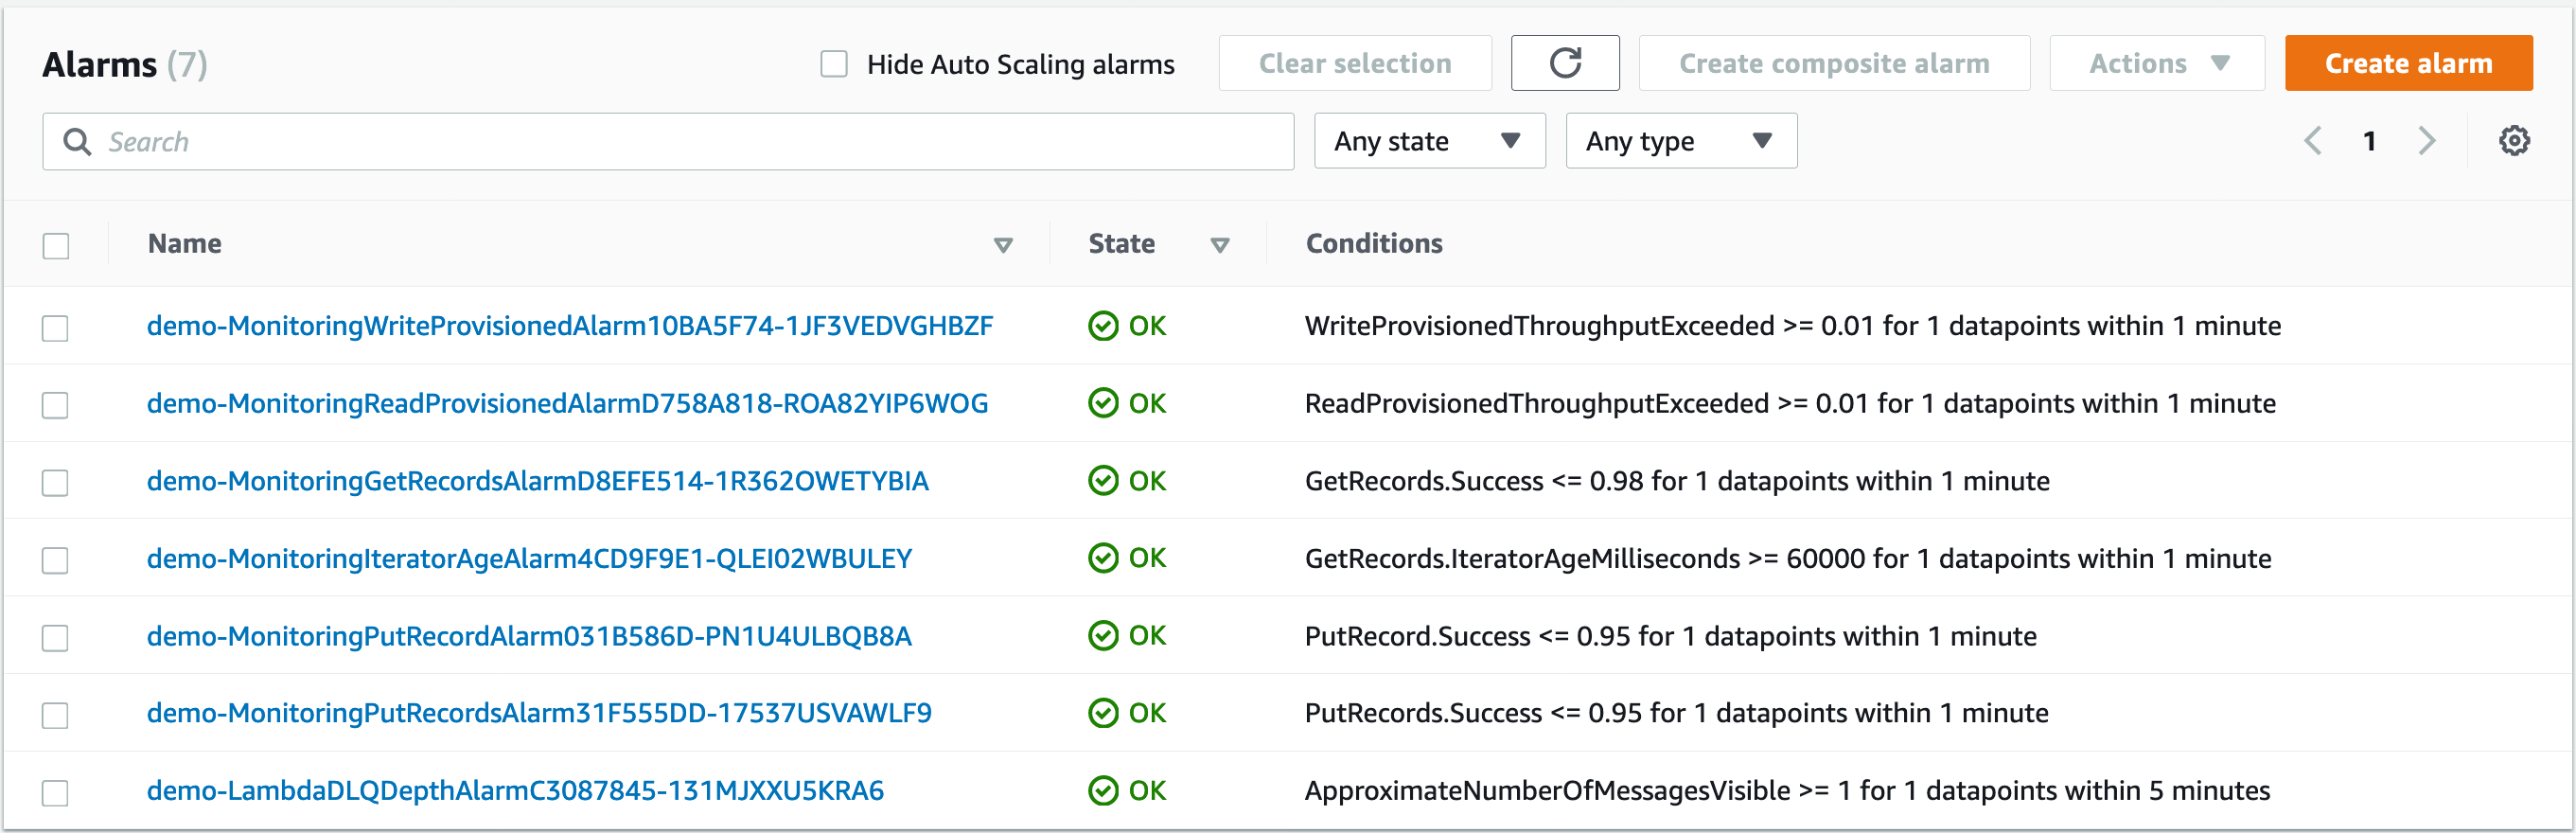 Alarms (7) Hide Auto Scaling alarms Clear selection Create composite alarm Actions Create alarm
Search Any state Any type 1
Name State Conditions
demo-MonitoringWriteProvisionedAlarm10BA5F74-1JF3VEDVGHBZF OK WriteProvisionedThroughputExceeded >= 0.01 for 1 datapoints within 1 minute
demo-MonitoringReadProvisionedAlarmD758A818-ROA82YIP6WOG OK ReadProvisionedThroughputExceeded >= 0.01 for 1 datapoints within 1 minute
demo-MonitoringGetRecordsAlarmD8EFE514-1R362OWETYBIA OK GetRecords.Success <= 0.98 for 1 datapoints within 1 minute
demo-MonitoringIteratorAgeAlarm4CD9F9E1-QLEI02WBULEY OK GetRecords.IteratorAgeMilliseconds >= 60000 for 1 datapoints within 1 minute
demo-MonitoringPutRecordAlarm031B586D-PN1U4ULBQB8A OK PutRecord.Success <= 0.95 for 1 datapoints within 1 minute
demo-MonitoringPutRecordsAlarm31F555DD-17537USVAWLF9 OK PutRecords.Success <= 0.95 for 1 datapoints within 1 minute
demo-LambdaDLQDepthAlarmC3087845-131MJXXU5KRA6 OK ApproximateNumberOfMessagesVisible >= 1 for 1 datapoints within 5 minutes